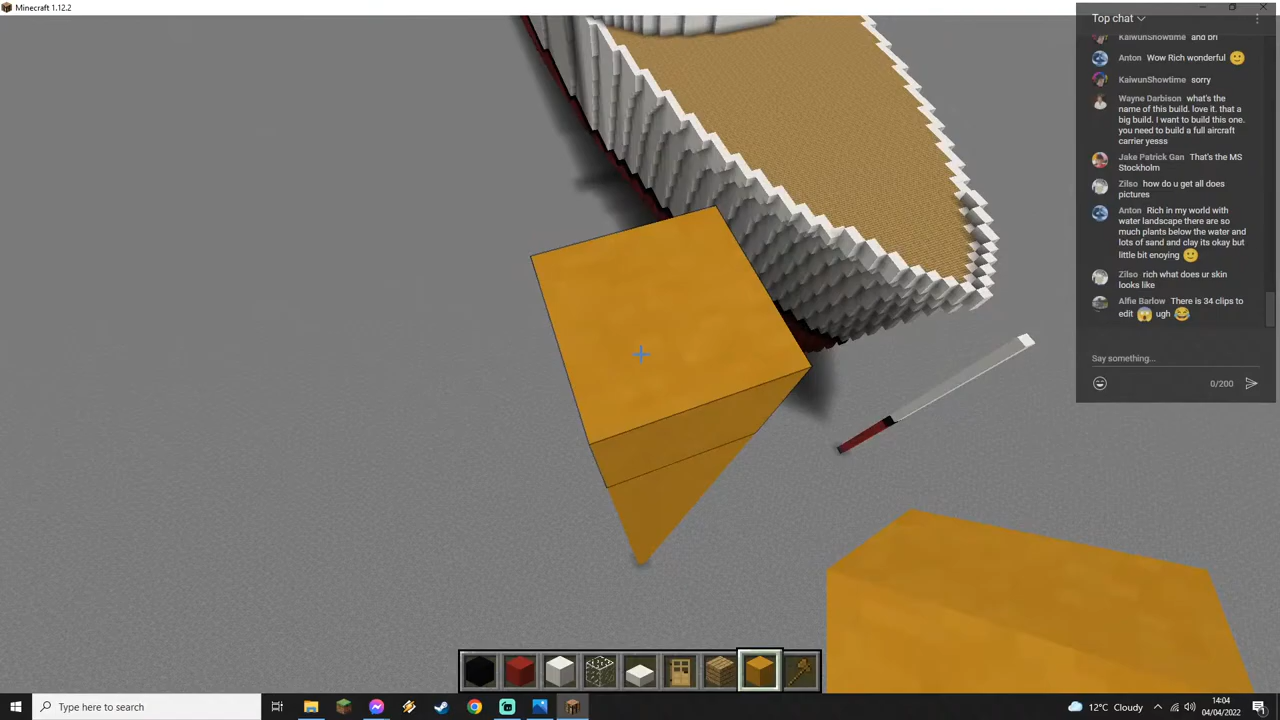 Minecraft 1.12.2
Top chat
KaiwunShowtime and bri
Anton Wow Rich wonderful
KaiwunShowtime sorry
Wayne Darbison what's the
name of this build. love it. that a
big build. I want to build this one.
you need to build a full aircraft
carrier yesss
Jake Patrick Gan That's the MS
Stockholm
Zilso how do u get all does
pictures
Anton Rich in my world with
water landscape there are so
much plants below the water and
lots of sand and clay its okay but
little bit enoying
Zilso rich what does ur skin
looks like
Alfie Barlow There is 34 clips to
edit 😱 ugh 😂
Say something...
0/200
Type here to search
12°C Cloudy
14:04
04/04/2022
1